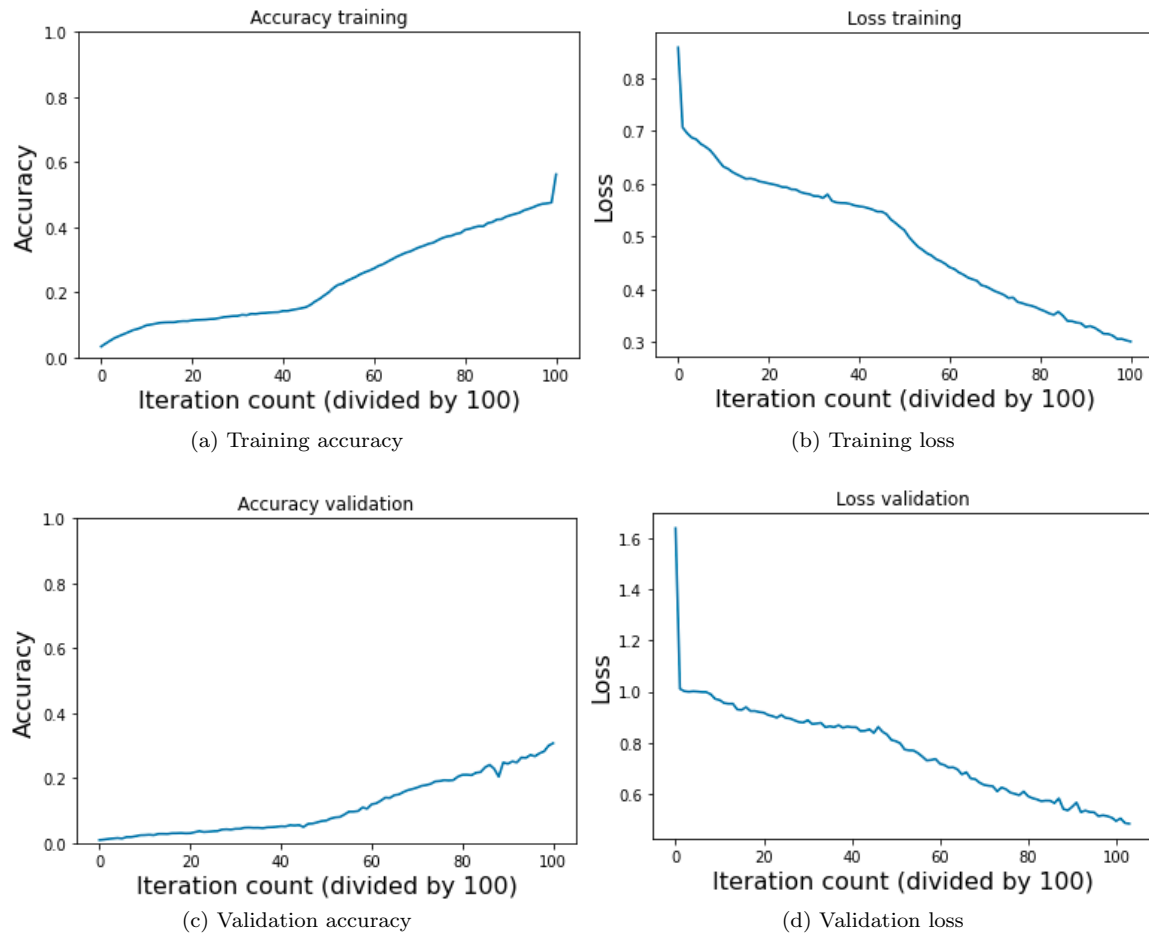 Accuracy training
1.0
0.8
0.6
0.4
0.2
0.0
Accuracy
0 20 40 60 80 100
Iteration count (divided by 100)
(a) Training accuracy
Loss training
0.8
0.7
0.6
0.5
0.4
0.3
Loss
0 20 40 60 80 100
Iteration count (divided by 100)
(b) Training loss
Accuracy validation
1.0
0.8
0.6
0.4
0.2
0.0
Accuracy
0 20 40 60 80 100
Iteration count (divided by 100)
(c) Validation accuracy
Loss validation
1.6
1.4
1.2
1.0
0.8
0.6
Loss
0 20 40 60 80 100
Iteration count (divided by 100)
(d) Validation loss